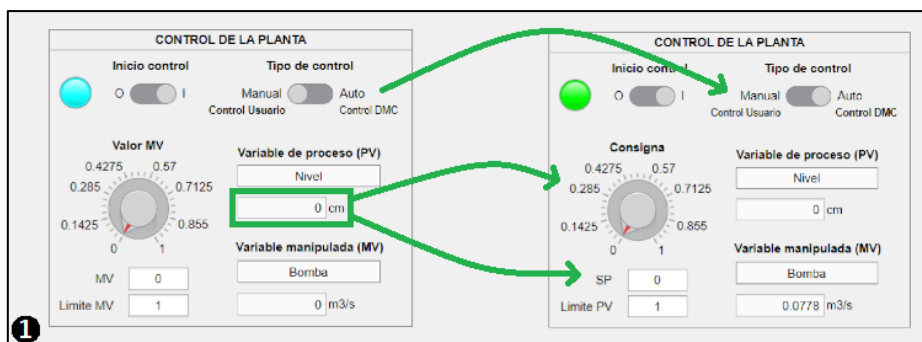 CONTROL DE LA PLANTA
Inicio control Tipo de control
O I Manual Auto
Control Usuario Control DMC
Valor MV
0 0.1425 0.285 0.4275 0.57 0.7125 0.855 1
Variable de proceso (PV)
Nivel
0 cm
Variable manipulada (MV)
Bomba
MV 0
Limite MV 1
0 m3/s
CONTROL DE LA PLANTA
Inicio control Tipo de control
O I Manual Auto
Control Usuario Control DMC
Consigna
0 0.1425 0.285 0.4275 0.57 0.7125 0.855 1
Variable de proceso (PV)
Nivel
0 cm
Variable manipulada (MV)
Bomba
SP 0
Limite PV 1
0.0778 m3/s
1